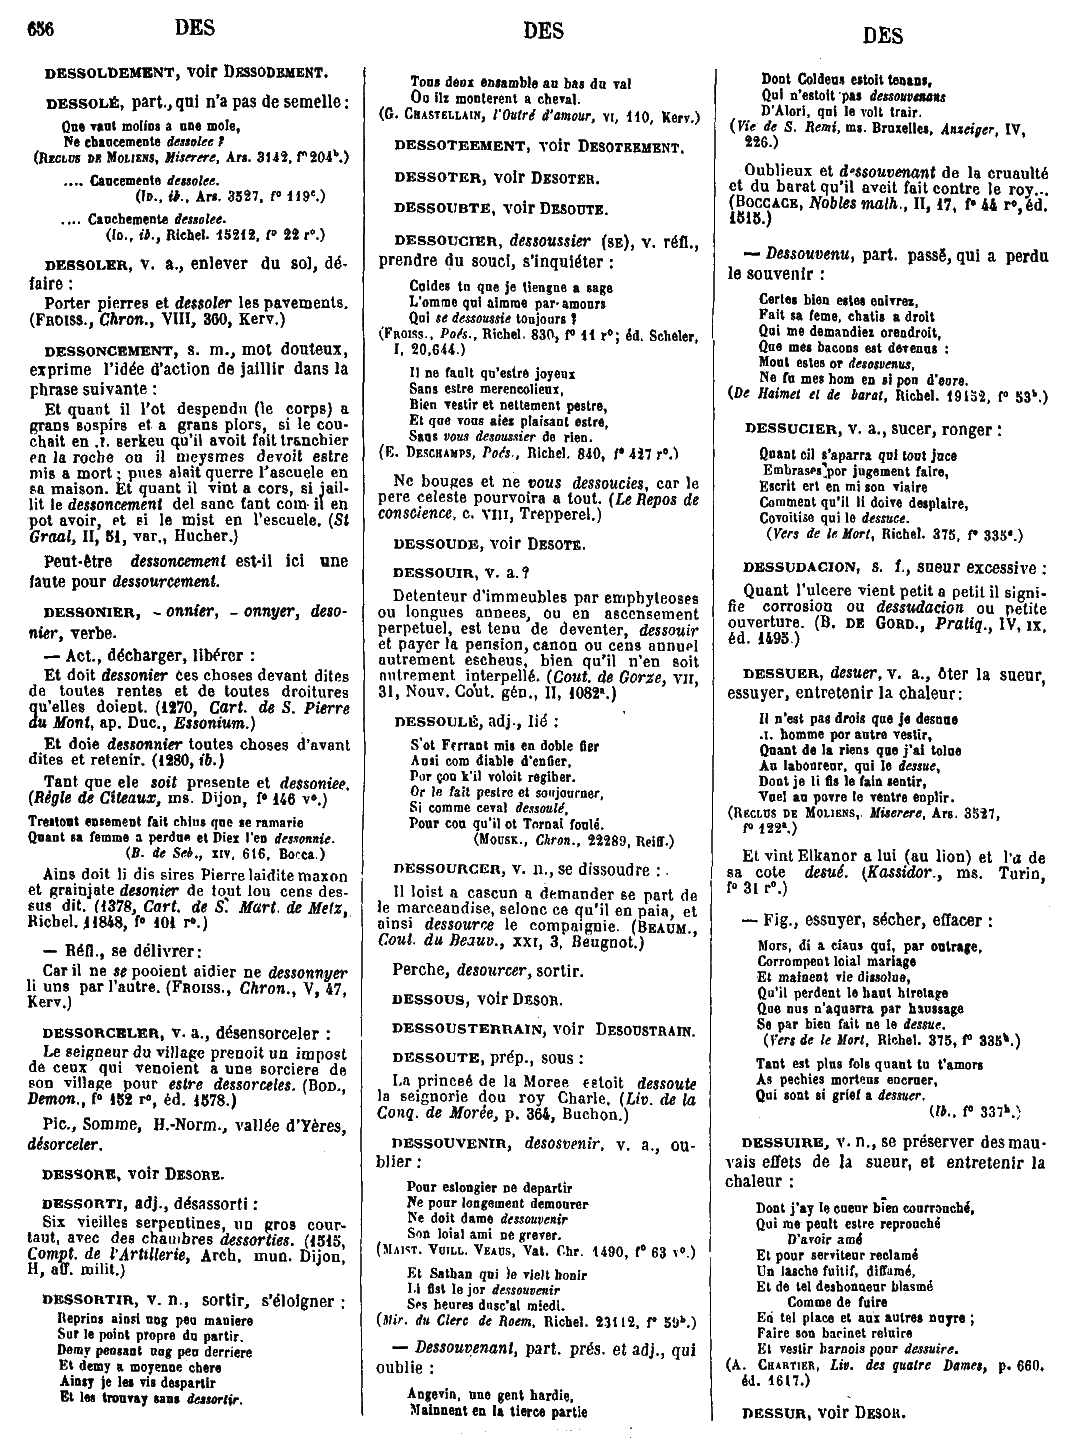 656 DES DES DES
DESSOLDEMENT, voir DESSODEMENT.
DESSOLÉ, part., qui n'a pas de semelle :
Que vaut molins a une mole,
Ne chancemente dessolee ?
(RECLUS DE MOLIENS, Miserere, Ars. 3142, f° 204b.)
.... Cancemente dessolee.
(ID., ib., Ars. 3527, f° 119c.)
.... Cauchemente dessolee.
(ID., ib., Richel. 15212, f° 22 r°.)
DESSOLER, v. a., enlever du sol, dé-
faire :
Porter pierres et dessoler les pavements.
(FROISS., Chron., VIII, 360, Kerv.)
DESSONCEMENT, s. m., mot douteux,
exprime l'idée d'action de jaillir dans la
phrase suivante :
Et quant il l'ot despendu (le corps) a
grans sospirs et a grans plors, si le cou-
chait en .I. serkeu qu'il avoit fait tranchier
en la roche ou il meysmes devoit estre
mis a mort ; pues alait querre l'ascuele en
sa maison. Et quant il vint a cors, si jail-
lit le dessoncement del sanc tant com il en
pot avoir, et si le mist en l'escuele. (St
Graal, II, 51, var., Hucher.)
Peut-être dessoncement est-il ici une
faute pour dessourcement.
DESSONIER, - onnier, - onnyer, deso-
nier, verbe.
— Act., décharger, libérer :
Et doit dessonier ces choses devant dites
de toutes rentes et de toutes droitures
qu'elles doient. (1270, Cart. de S. Pierre
du Mont, ap. Duc., Essonium.)
Et doie dessonnier toutes choses d'avant
dites et retenir. (1280, ib.)
Tant que ele soit presente et dessoniee.
(Règle de Cîteaux, ms. Dijon, f° 146 v°.)
Trestout ensement fait chius que se ramarie
Quant sa femme a perdue et Diex l'en dessonnie.
(B. de Seb., XIV, 616, Bocca.)
Ains doit li dis sires Pierre laidite maxon
et grainjate desonier de tout lou cens des-
sus dit. (1378, Cart. de S. Mart. de Metz,
Richel. 11848, f° 101 r°.)
— Réfl., se délivrer :
Car il ne se pooient aidier ne dessonnyer
li uns par l'autre. (FROISS., Chron., V, 47,
Kerv.)
DESSORCELER, v. a., désensorceler :
Le seigneur du village prenoit un impost
de ceux qui venoient a une sorciere de
son village pour estre dessorceles. (BOD.,
Demon., f° 152 r°, éd. 1578.)
Pic., Somme, H.-Norm., vallée d'Yères,
désorceler.
DESSORE, voir DESORE.
DESSORTI, adj., désassorti :
Six vieilles serpentines, un gros cour-
taut, avec des chambres dessorties. (1515,
Compt. de l'Artillerie, Arch. mun. Dijon,
H, aff. milit.)
DESSORTIR, v. n., sortir, s'éloigner :
Reprins ainsi ung peu maniere
Sur le point propre du partir.
Demy pensant ung peu derriere
Et demy a moyenne chere
Ainsy je les vis despartir
Et les trouvay sans dessortir.
Tous deux ensamble au bas du val
Ou ilz monterent a cheval.
(G. CHASTELLAIN, l'Outré d'amour, VI, 110, Kerv.)
DESSOTEEMENT, voir DESOTREEMENT.
DESSOTER, voir DESOTER.
DESSOUBTE, voir DESOUTE.
DESSOUCIER, dessoussier (SE), v. réfl.,
prendre du souci, s'inquiéter :
Cuides tu que je tiengne a sage
L'omme qui aimme par amours
Qui se dessoussie toujours ?
(FROISS., Poés., Richel. 830, f° 11 r°; éd. Scheler,
I, 20,644.)
Il ne fault qu'estre joyeux
Sans estre merencolieux,
Bien vestir et nettement pestre,
Et que vous aiez plaisant estre,
Sans vous desoussier de rien.
(E. DESCHAMPS, Poés., Richel. 840, f° 427 r°.)
Ne bouges et ne vous dessoucies, car le
pere celeste pourvoira a tout. (Le Repos de
conscience, c. VIII, Trepperel.)
DESSOUDE, voir DESOTE.
DESSOUIR, v. a.?
Detenteur d'immeubles par emphyteoses
ou longues annees, ou en ascensement
perpetuel, est tenu de deventer, dessouir
et payer la pension, canon ou cens annuel
autrement escheus, bien qu'il n'en soit
autrement interpellé. (Cout. de Gorze, VII,
31, Nouv. Cout. gén., II, 1082a.)
DESSOULÉ, adj., lié :
S'ot Ferrant mis en doble fier
Ausi com diable d'enfier,
Por çou k'il voloit regiber.
Or le fait pestre et soujourner,
Si comme ceval dessoulé,
Pour cou qu'il ot Tornai foulé.
(MOUSK., Chron., 22289, Reiff.)
DESSOURCER, v. n., se dissoudre :
Il loist a cascun a demander se part de
le marceandise, selonc ce qu'il en paia, et
ainsi dessource le compaignie. (BEAUM.,
Cout. du Beauv., XXI, 3, Beugnot.)
Perche, desourcer, sortir.
DESSOUS, voir DESOR.
DESSOUSTERRAIN, voir DESOUSTRAIN.
DESSOUTE, prép., sous :
La princeé de la Moree estoit dessoute
la seignorie dou roy Charle. (Liv. de la
Conq. de Morée, p. 364, Buchon.)
DESSOUVENIR, desosvenir, v. a., ou-
blier :
Pour eslongier ne departir
Ne pour longement demourer
Ne doit dame dessouvenir
Son loial ami ne grever.
(MAIST. VUILL. VEAUS, Vat. Chr. 1490, f° 63 v°.)
Et Sathan qui le vielt honir
Li fist le jor dessouvenir
Ses heures dusc'al miedi.
(Mir. du Clerc de Roem, Richel. 23112, f° 59b.)
— Dessouvenant, part. prés. et adj., qui
oublie :
Angevin, une gent hardie,
Mainnent en la tierce partie
Dont Coldeus estoit tenans,
Qui n'estoit pas dessouvenans
D'Alori, qui le volt trair.
(Vie de S. Remi, ms. Bruxelles, Anzeiger, IV,
226.)
Oublieux et dessouvenant de la cruaulté
et du barat qu'il aveit fait contre le roy...
(BOCCACE, Nobles malh., II, 17, f° 44 r°, éd.
1515.)
— Dessouvenu, part. passé, qui a perdu
le souvenir :
Certes bien estes enivrez,
Fait sa feme, chatis a droit
Qui me demandiez orendroit,
Que mes bacons est devenus :
Mout estes or desosvenus,
Ne fu mes hom en si pou d'eure.
(De Haimet et de barat, Richel. 19152, f° 53b.)
DESSUCIER, v. a., sucer, ronger :
Quant cil s'aparra qui tout juce
Embrases por jugement faire,
Escrit ert en mi son viaire
Comment qu'il li doive desplaire,
Covoitise qui le dessuce.
(Vers de le Mort, Richel. 375, f° 335e.)
DESSUDACION, s. f., sueur excessive :
Quant l'ulcere vient petit a petit il signi-
fie corrosion ou dessudacion ou petite
ouverture. (B. DE GORD., Pratiq., IV, IX,
éd. 1495.)
DESSUER, desuer, v. a., ôter la sueur,
essuyer, entretenir la chaleur :
Il n'est pas drois que je desnue
.I. homme por autre vestir,
Quant de la riens que j'ai tolue
Au laboureur, qui le dessue,
Dont je li fis le fain sentir,
Vuel au povre le ventre emplir.
(RECLUS DE MOLIENS, Miserere, Ars. 3527,
f° 122a.)
Et vint Elkanor a lui (au lion) et l'a de
sa cote desué. (Kassidor., ms. Turin,
f° 31 r°.)
— Fig., essuyer, sécher, effacer :
Mors, di a ciaus qui, par outrage,
Corrompent loial mariage
Et mainent vie dissolue,
Qu'il perdent le haut hiretage
Que nus n'aquerra par haussage
Se par bien fait ne le dessue.
(Vers de le Mort, Richel. 375, f° 335b.)
Tant est plus fols quant tu t'amors
As pechies morteus encruer,
Qui sont si grief a dessuer.
(Ib., f° 337b.)
DESSUIRE, v. n., se préserver des mau-
vais effets de la sueur, et entretenir la
chaleur :
Dont j'ay le cueur bien courrouché,
Qui me peult estre reprouché
D'avoir amé
Et pour serviteur reclamé
Un lasche fuitif, diffamé,
Et de tel deshonneur blasmé
Comme de fuire
En tel place et aux autres nuyre ;
Faire son bacinet reluire
Et vestir harnois pour dessuire.
(A. CHARTIER, Liv. des quatre Dames, p. 660,
éd. 1617.)
DESSUR, voir DESOR.